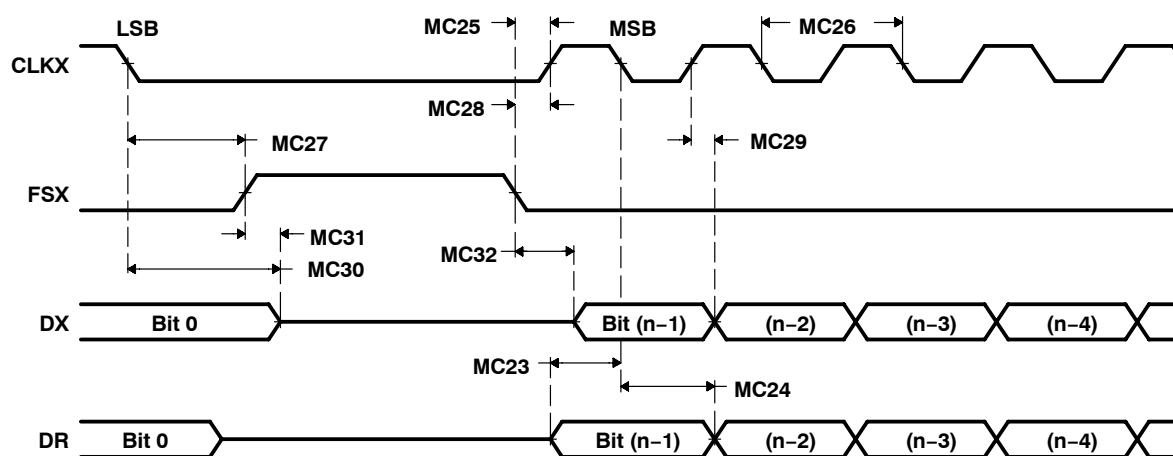 LSB
MC25
MSB
MC26
CLKX
MC28
MC27
MC29
FSX
MC31
MC32
MC30
DX
Bit 0
Bit (n−1)
(n−2)
(n−3)
(n−4)
MC23
MC24
DR
Bit 0
Bit (n−1)
(n−2)
(n−3)
(n−4)